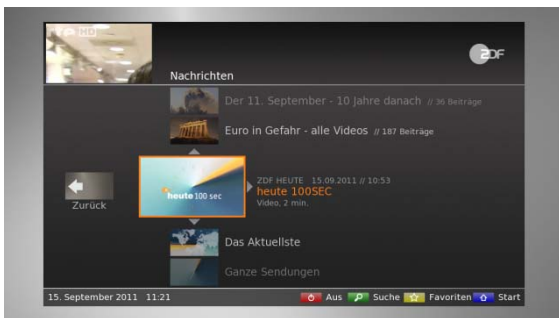 HD
ZDF
Nachrichten
Der 11. September - 10 Jahre danach // 36 Beiträge
Euro in Gefahr - alle Videos // 187 Beiträge
ZDF HEUTE 15.09.2011 // 10:53
heute 100SEC
Video, 2 min.
heute 100 sec
Zurück
Das Aktuellste
Ganze Sendungen
15. September 2011 11:21
Aus Suche Favoriten Start